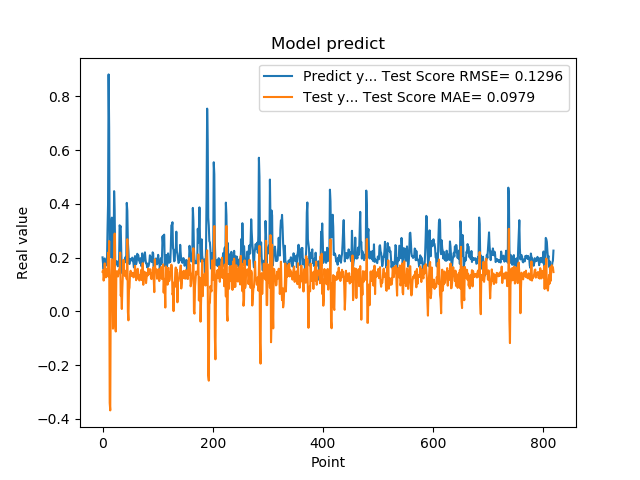 Model predict
Predict y... Test Score RMSE= 0.1296
Test y... Test Score MAE= 0.0979
Real value
0.8
0.6
0.4
0.2
0.0
−0.2
−0.4
0 200 400 600 800
Point